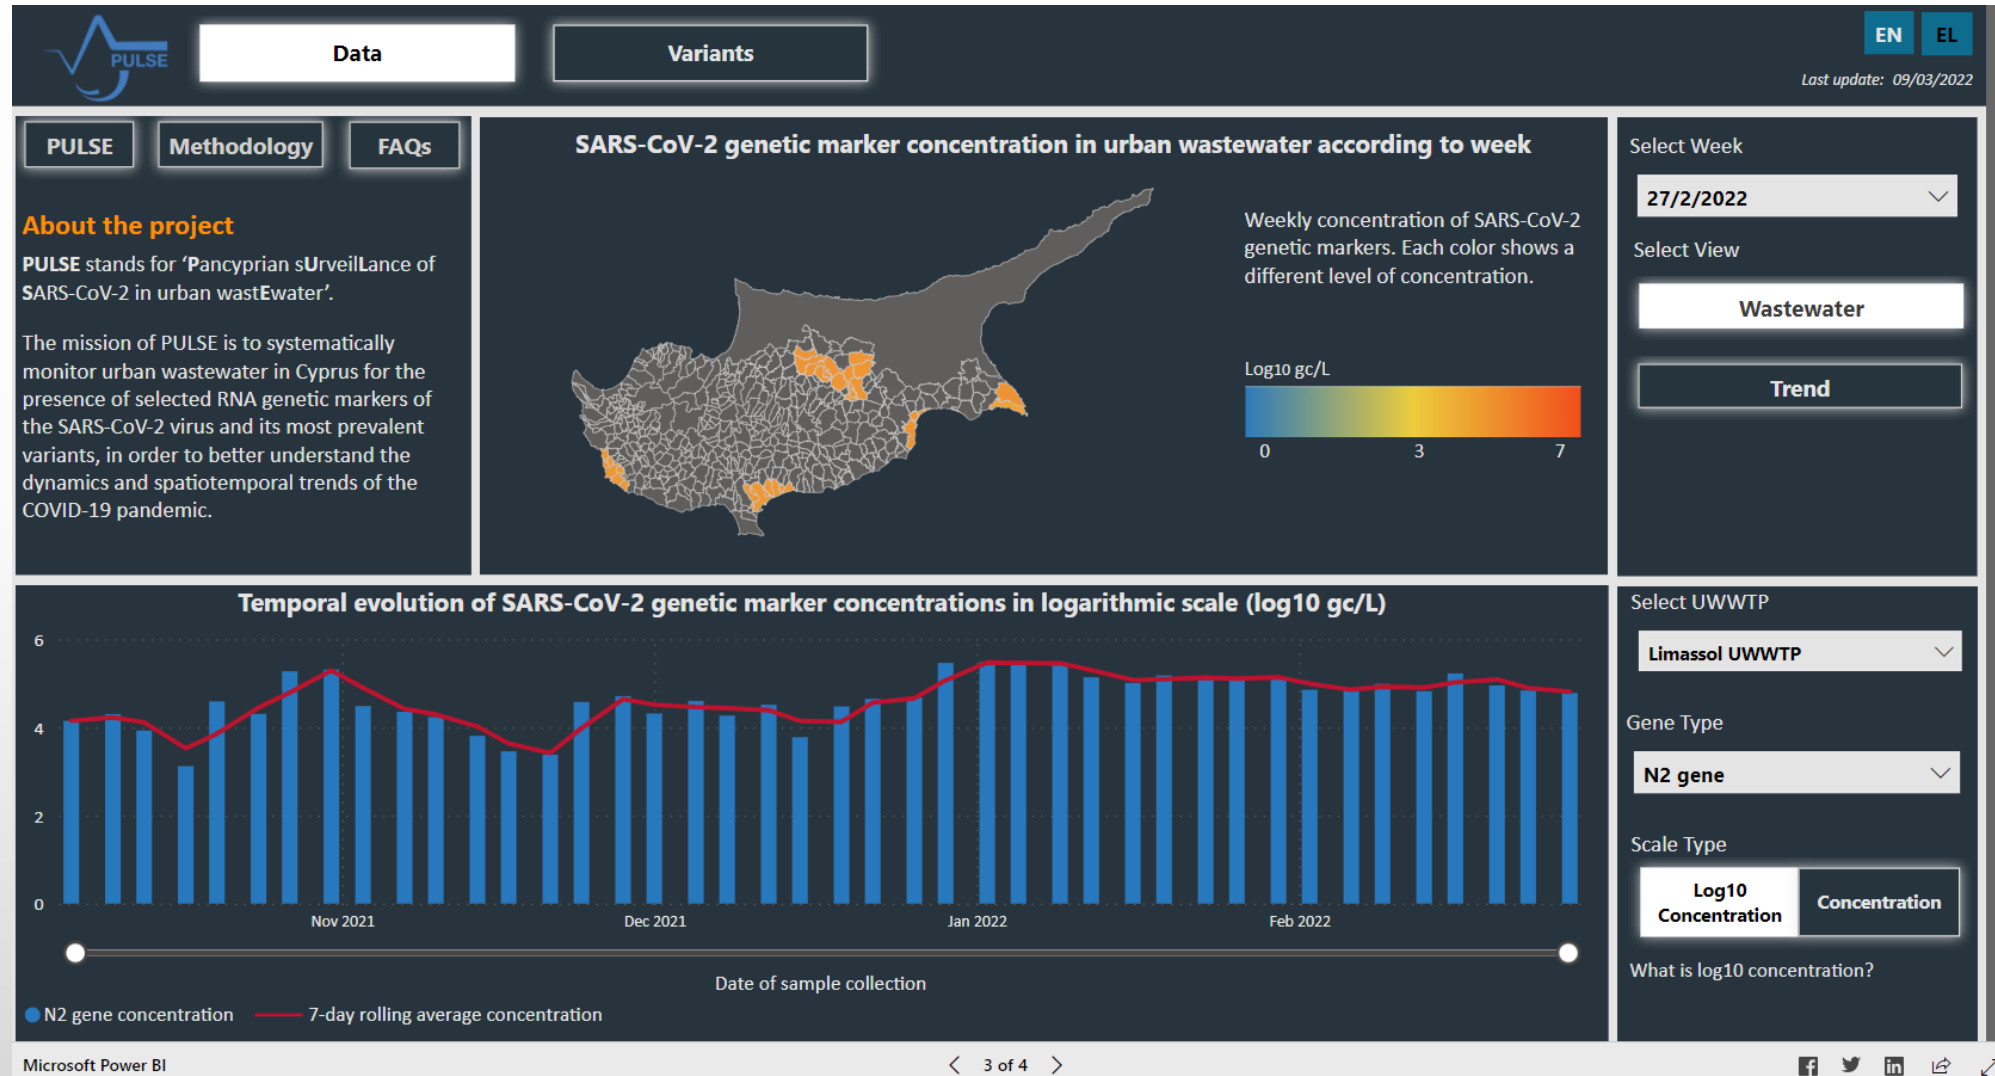 PULSE
Data
Variants
EN
EL
Last update: 09/03/2022
PULSE
Methodology
FAQs
About the project
PULSE stands for ‘Pancyprian sUrveilLance of
SARS-CoV-2 in urban wastEwater’.
The mission of PULSE is to systematically
monitor urban wastewater in Cyprus for the
presence of selected RNA genetic markers of
the SARS-CoV-2 virus and its most prevalent
variants, in order to better understand the
dynamics and spatiotemporal trends of the
COVID-19 pandemic.
SARS-CoV-2 genetic marker concentration in urban wastewater according to week
Weekly concentration of SARS-CoV-2
genetic markers. Each color shows a
different level of concentration.
Log10 gc/L
0 3 7
Select Week
27/2/2022
Select View
Wastewater
Trend
Temporal evolution of SARS-CoV-2 genetic marker concentrations in logarithmic scale (log10 gc/L)
6
4
2
0
Nov 2021 Dec 2021 Jan 2022 Feb 2022
Date of sample collection
N2 gene concentration 7-day rolling average concentration
Select UWWTP
Limassol UWWTP
Gene Type
N2 gene
Scale Type
Log10
Concentration
Concentration
What is log10 concentration?
Microsoft Power BI
3 of 4